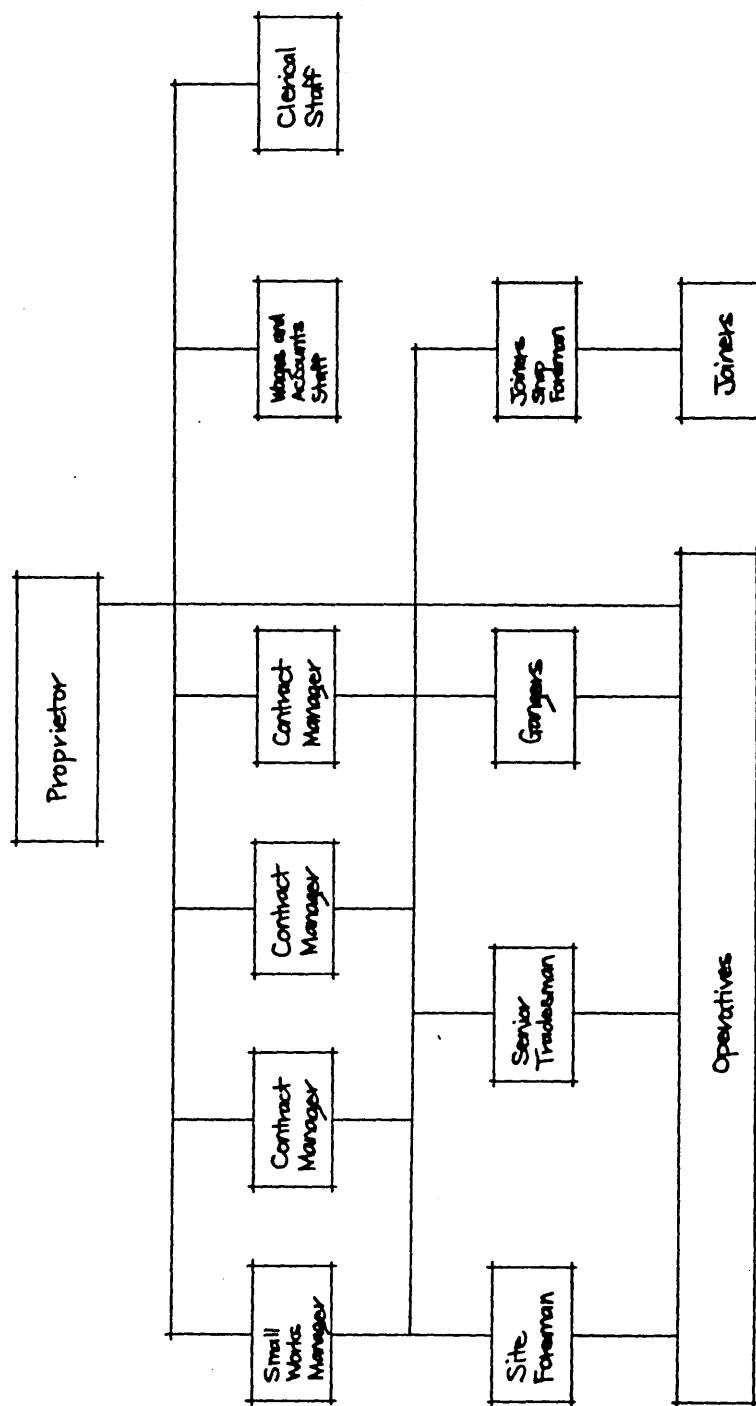 Proprietor
Small
Works
Manager
Contract
Manager
Contract
Manager
Contract
Manager
Wages and
Accounts
Staff
Clerical
Staff
Site
Foreman
Senior
Tradesman
Gangers
Joiners
Shop
Foreman
Operatives
Joiners